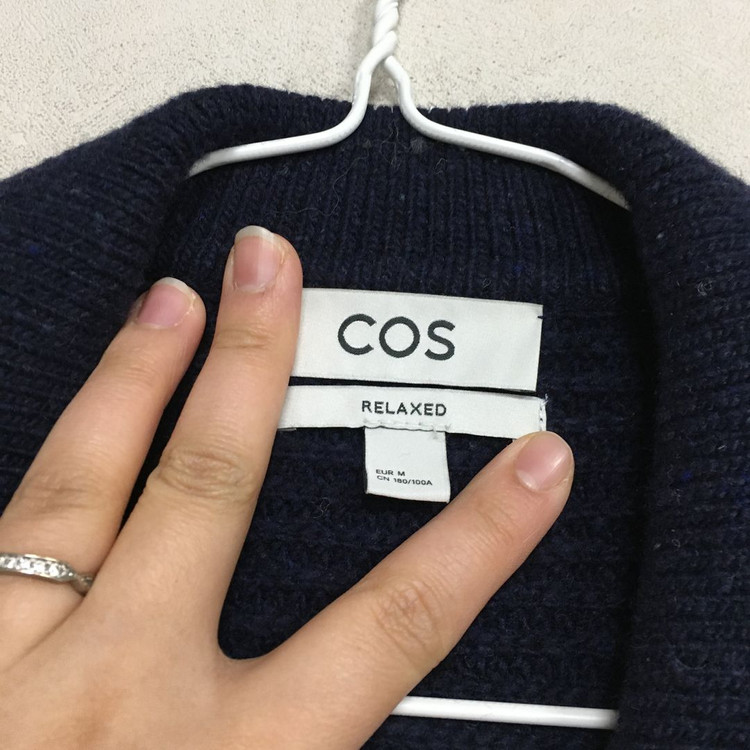 COS
RELAXED
EUR M
CN 180/100A